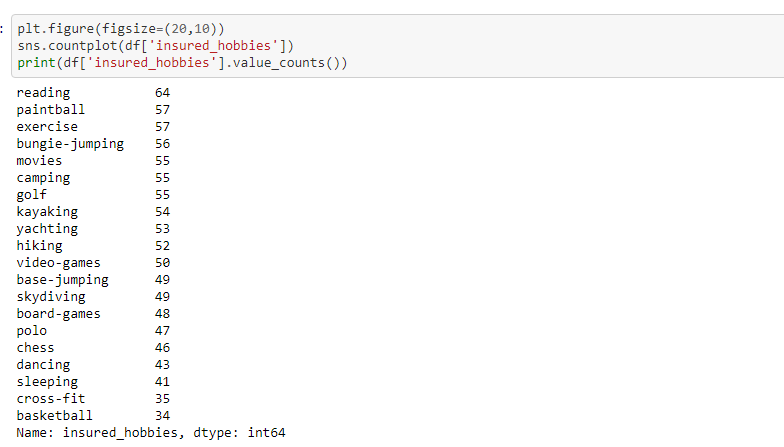 : plt.figure(figsize=(20,10))
sns.countplot(df['insured_hobbies'])
print(df['insured_hobbies'].value_counts())
reading 64
paintball 57
exercise 57
bungie-jumping 56
movies 55
camping 55
golf 55
kayaking 54
yachting 53
hiking 52
video-games 50
base-jumping 49
skydiving 49
board-games 48
polo 47
chess 46
dancing 43
sleeping 41
cross-fit 35
basketball 34
Name: insured_hobbies, dtype: int64